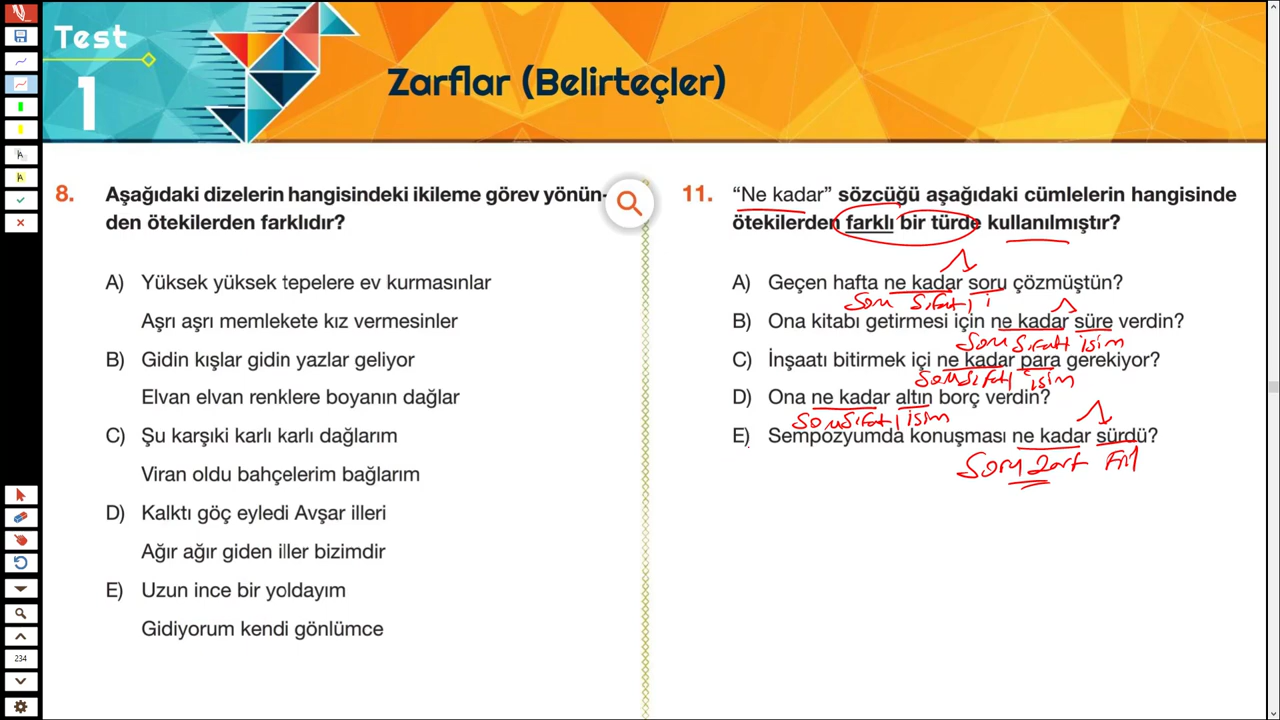 Test
1
Zarflar (Belirteçler)
8. Aşağıdaki dizelerin hangisindeki ikileme görev yönün-
den ötekilerden farklıdır?
A) Yüksek yüksek tepelere ev kurmasınlar
Aşrı aşrı memlekete kız vermesinler
B) Gidin kışlar gidin yazlar geliyor
Elvan elvan renklere boyanın dağlar
C) Şu karşıki karlı karlı dağlarım
Viran oldu bahçelerim bağlarım
D) Kalktı göç eyledi Avşar illeri
Ağır ağır giden iller bizimdir
E) Uzun ince bir yoldayım
Gidiyorum kendi gönlümce
11. “Ne kadar” sözcüğü aşağıdaki cümlelerin hangisinde
ötekilerden farklı bir türde kullanılmıştır?
A) Geçen hafta ne kadar soru çözmüştün?
Soru Sıfatı i
B) Ona kitabı getirmesi için ne kadar süre verdin?
Soru Sıfatı isim
C) İnşaatı bitirmek içi ne kadar para gerekiyor?
Soru Sıfatı isim
D) Ona ne kadar altın borç verdin?
Soru Sıfatı isim
E) Sempozyumda konuşması ne kadar sürdü?
Soru Zarf Fiil
234